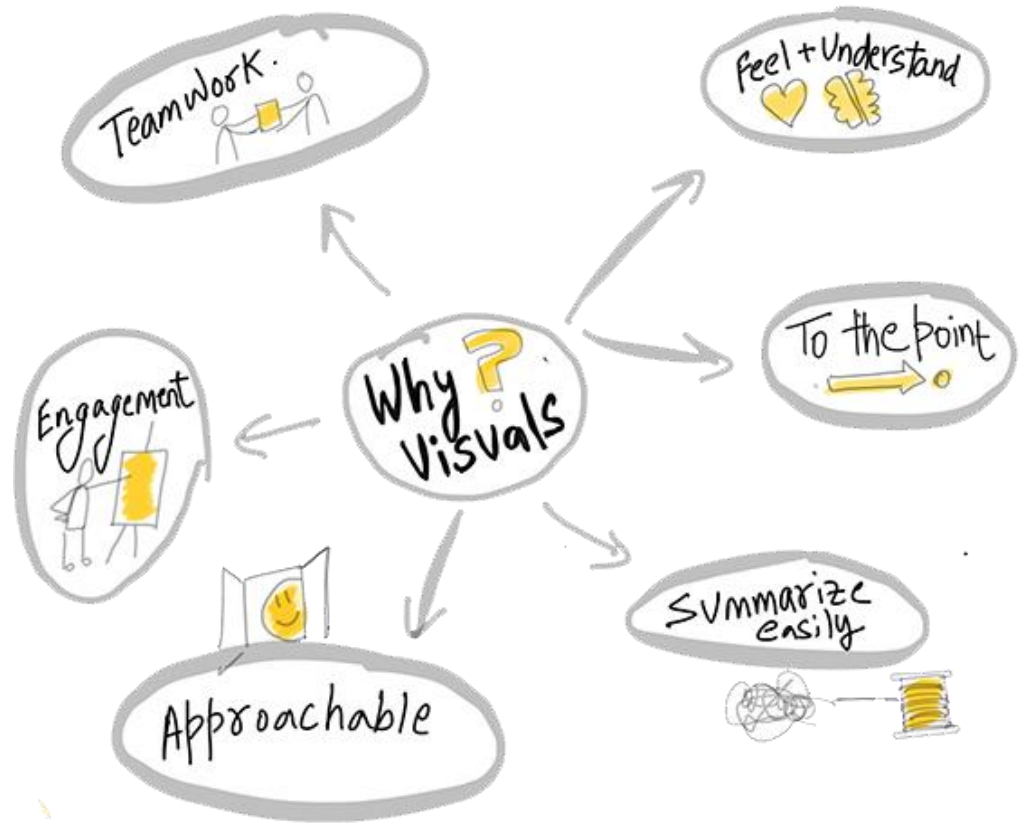 Teamwork.
Feel + Understand
Why ?
Visuals
To the point
Engagement
Summarize
easily
Approachable